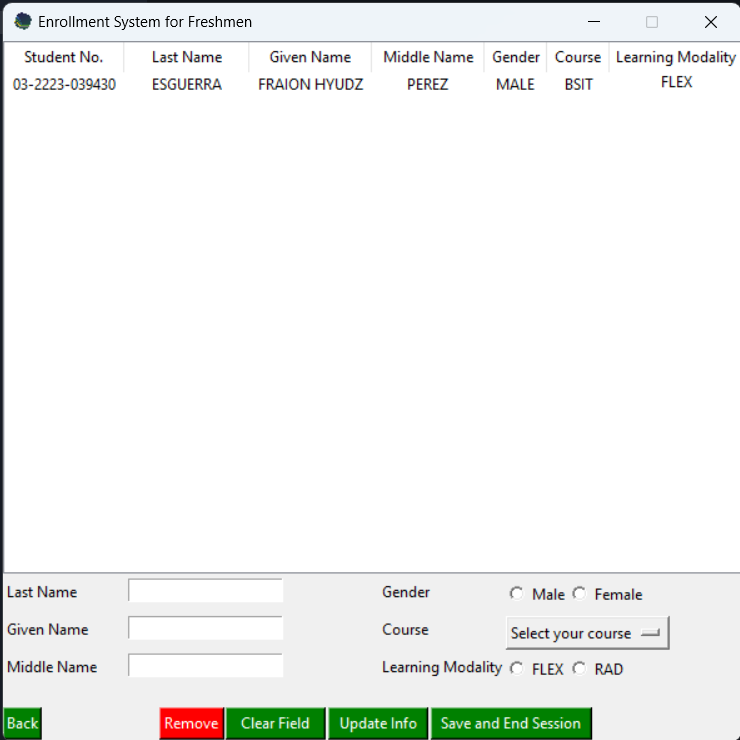 Enrollment System for Freshmen
Student No. Last Name Given Name Middle Name Gender Course Learning Modality
03-2223-039430 ESGUERRA FRAION HYUDZ PEREZ MALE BSIT FLEX
Last Name Gender Male Female
Given Name Course Select your course
Middle Name Learning Modality FLEX RAD
Back Remove Clear Field Update Info Save and End Session